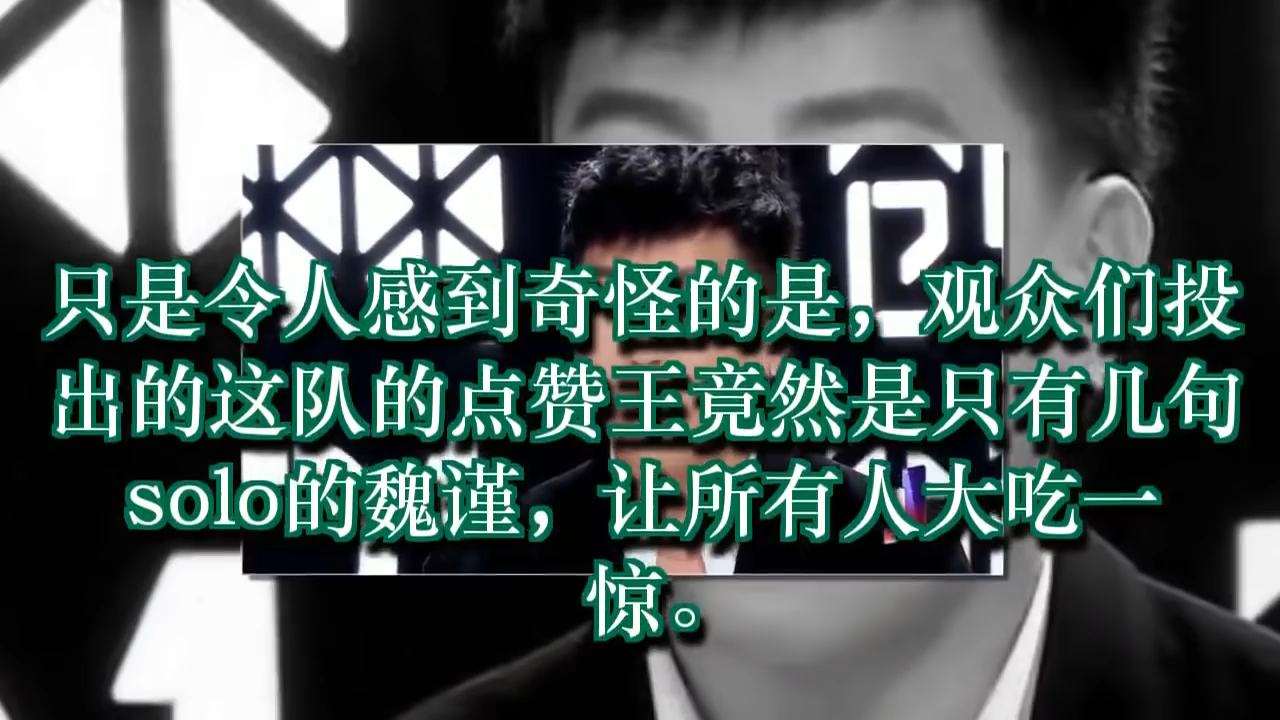 只是令人感到奇怪的是，观众们投
出的这队的点赞王竟然是只有几句
solo的魏谨，让所有人大吃一
惊。